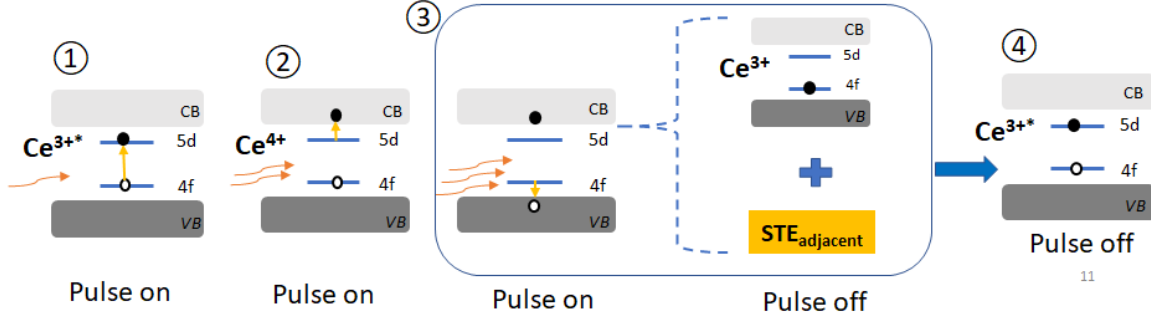 ①
CB
Ce3+*
5d
4f
VB
Pulse on
②
CB
Ce4+
5d
4f
VB
Pulse on
③
CB
5d
4f
VB
Pulse on
CB
Ce3+
5d
4f
VB
STEadjacent
Pulse off
④
CB
Ce3+*
5d
4f
VB
Pulse off
11